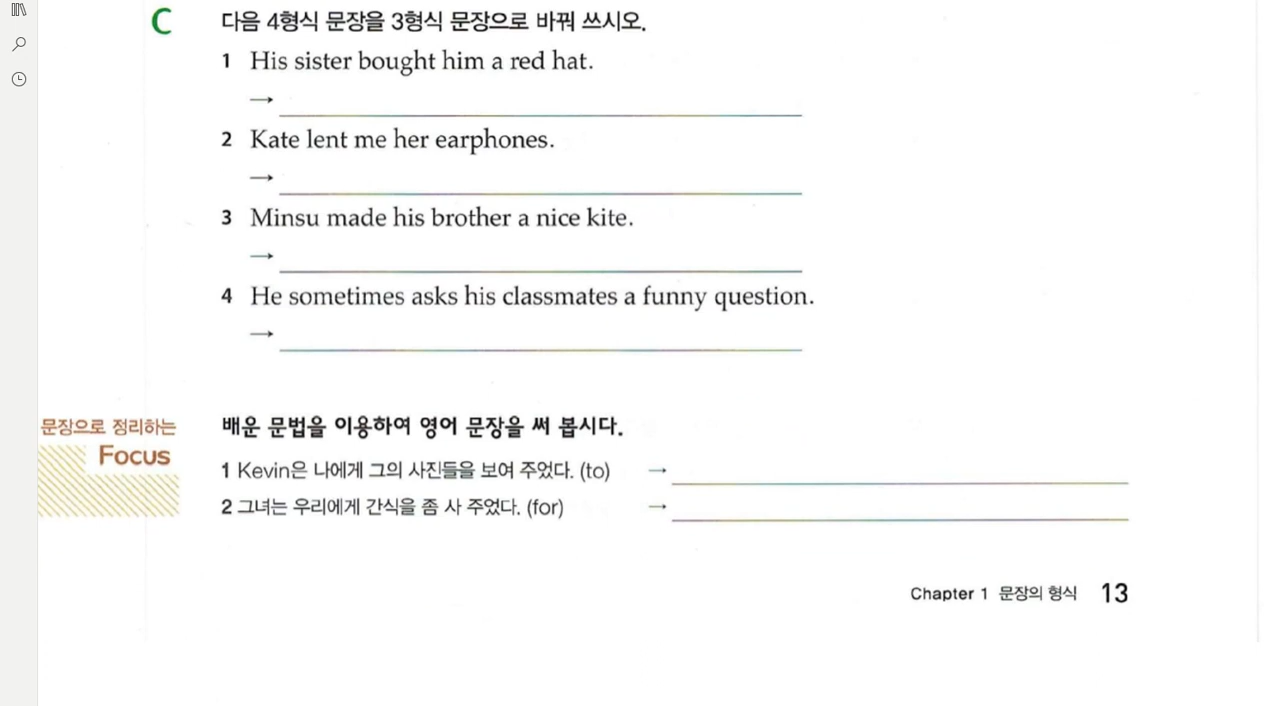 C 다음 4형식 문장을 3형식 문장으로 바꿔 쓰시오.
1 His sister bought him a red hat.
→
2 Kate lent me her earphones.
→
3 Minsu made his brother a nice kite.
→
4 He sometimes asks his classmates a funny question.
→
문장으로 정리하는
Focus
배운 문법을 이용하여 영어 문장을 써 봅시다.
1 Kevin은 나에게 그의 사진들을 보여 주었다. (to) →
2 그녀는 우리에게 간식을 좀 사 주었다. (for) →
Chapter 1 문장의 형식 13